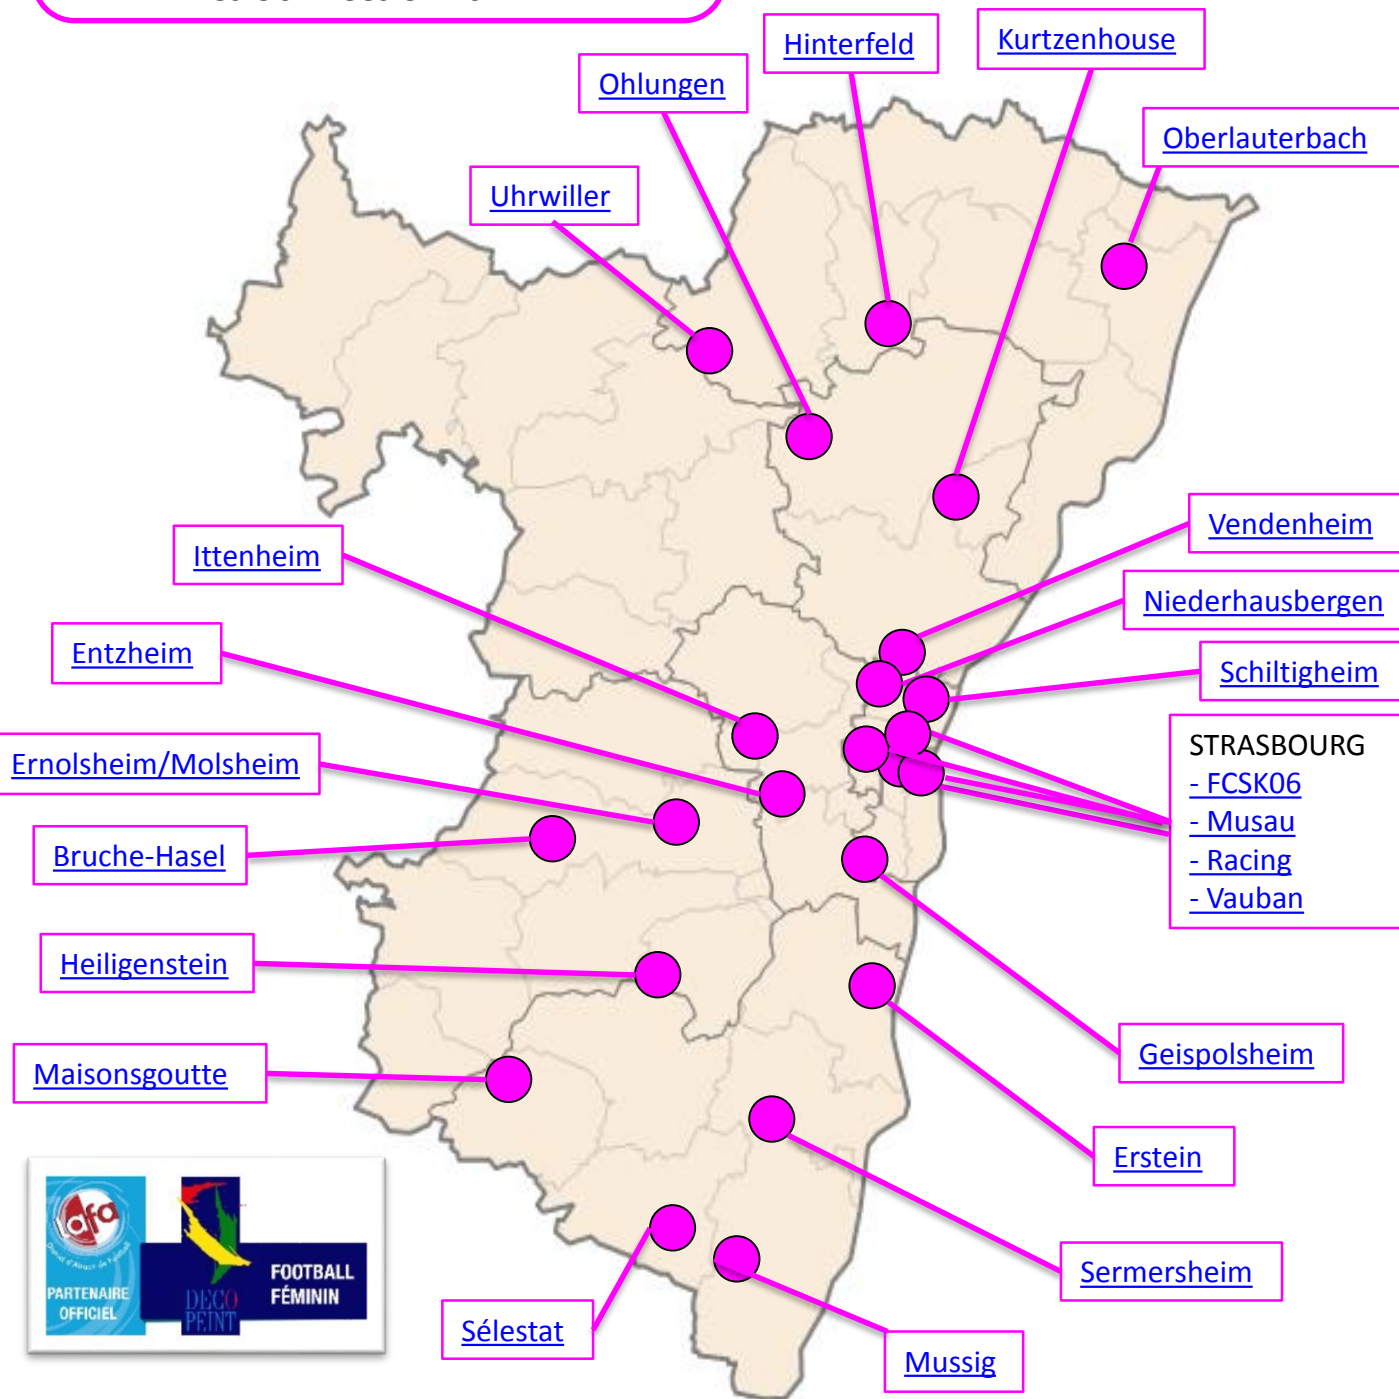 Hinterfeld
Kurtzenhouse
Ohlungen
Oberlauterbach
Uhrwiller
Vendenheim
Ittenheim
Niederhausbergen
Entzheim
Schiltigheim
STRASBOURG
- FCSK06
- Musau
- Racing
- Vauban
Ernolsheim/Molsheim
Bruche-Hasel
Heiligenstein
Geispolsheim
Maisonsgoutte
Erstein
Sermersheim
Sélestat
Mussig
lafa
PARTENAIRE
OFFICIEL
DECO
PEINT
FOOTBALL
FÉMININ